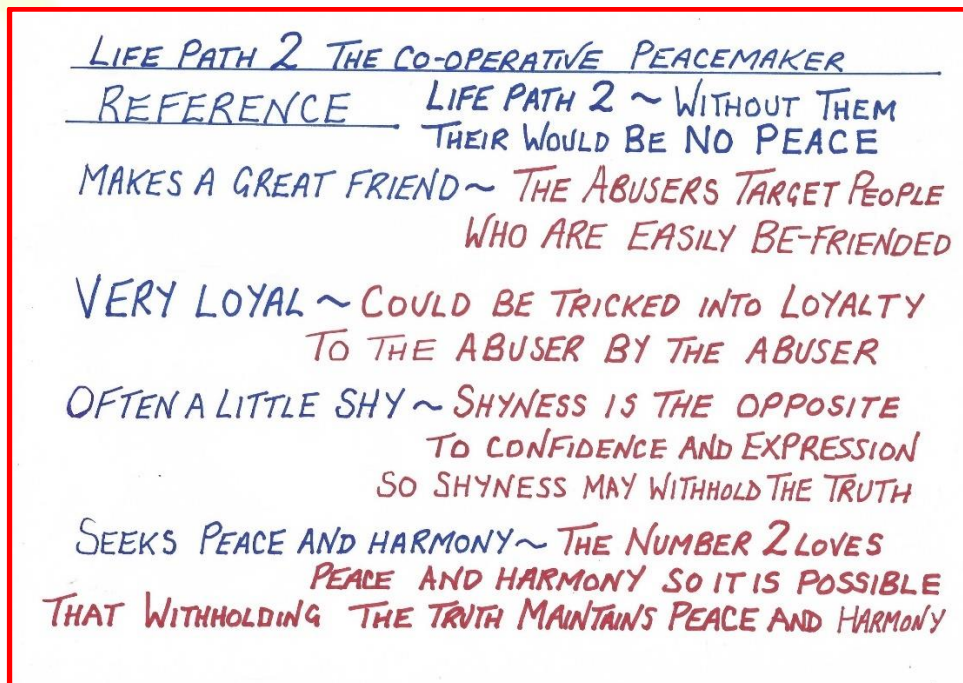 LIFE PATH 2 THE CO-OPERATIVE PEACEMAKER
REFERENCE LIFE PATH 2 ~ WITHOUT THEM
THEIR WOULD BE NO PEACE
MAKES A GREAT FRIEND ~ THE ABUSERS TARGET PEOPLE
WHO ARE EASILY BE-FRIENDED
VERY LOYAL ~ COULD BE TRICKED INTO LOYALTY
TO THE ABUSER BY THE ABUSER
OFTEN A LITTLE SHY ~ SHYNESS IS THE OPPOSITE
TO CONFIDENCE AND EXPRESSION
SO SHYNESS MAY WITHHOLD THE TRUTH
SEEKS PEACE AND HARMONY ~ THE NUMBER 2 LOVES
PEACE AND HARMONY SO IT IS POSSIBLE
THAT WITHHOLDING THE TRUTH MAINTAINS PEACE AND HARMONY